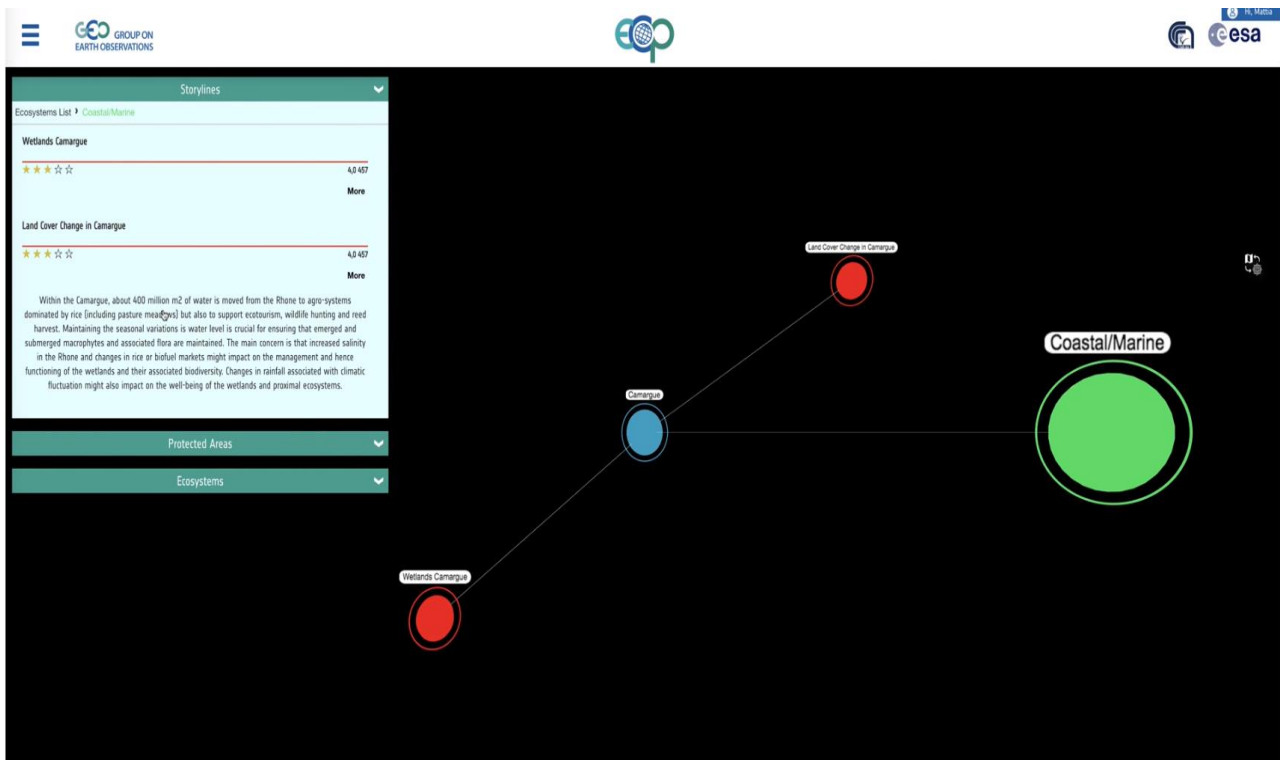 GEO GROUP ON
EARTH OBSERVATIONS
Hi, Mattia
esa
Storylines
Ecosystems List › Coastal/Marine
Wetlands Camargue
4,0 457
More
Land Cover Change in Camargue
4,0 457
More
Within the Camargue, about 400 million m2 of water is moved from the Rhone to agro-systems
dominated by rice [including pasture meadows] but also to support ecotourism, wildlife hunting and reed
harvest. Maintaining the seasonal variations is water level is crucial for ensuring that emerged and
submerged macrophytes and associated flora are maintained. The main concern is that increased salinity
in the Rhone and changes in rice or biofuel markets might impact on the management and hence
functioning of the wetlands and their associated biodiversity. Changes in rainfall associated with climatic
fluctuation might also impact on the well-being of the wetlands and proximal ecosystems.
Protected Areas
Ecosystems
Land Cover Change in Camargue
Coastal/Marine
Camargue
Wetlands Camargue